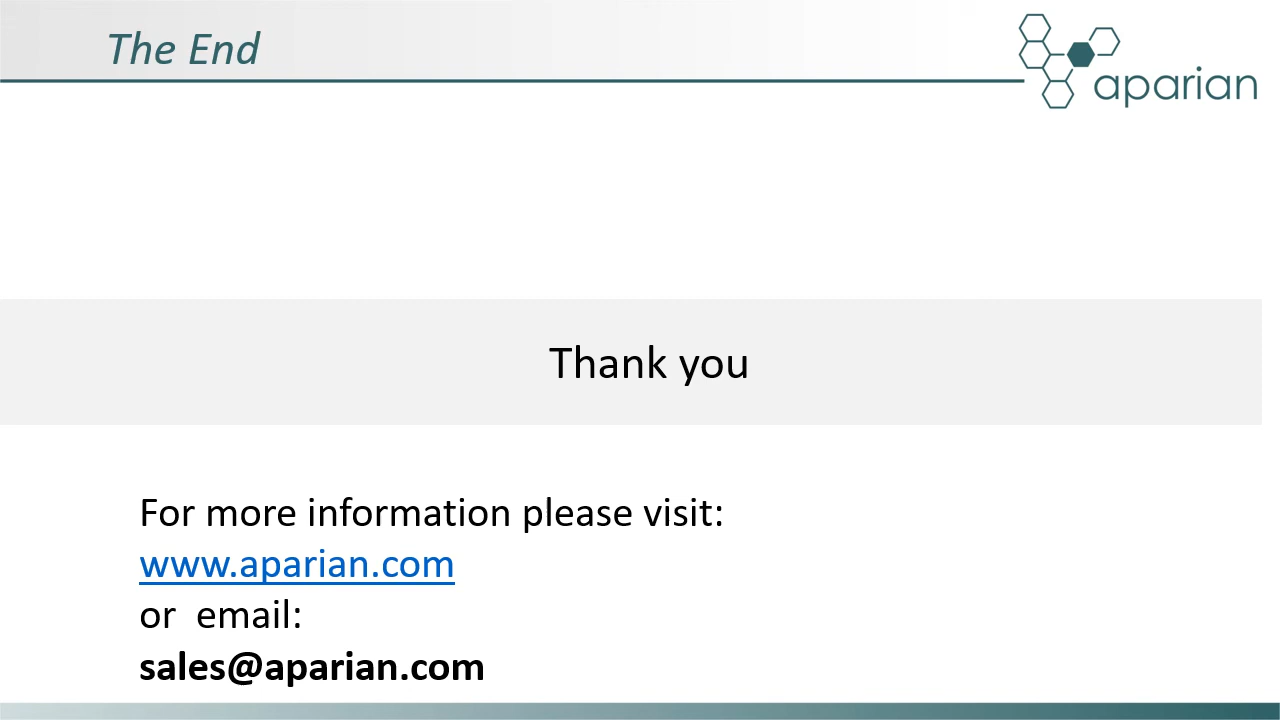 The End
aparian
Thank you
For more information please visit:
www.aparian.com
or  email:
sales@aparian.com